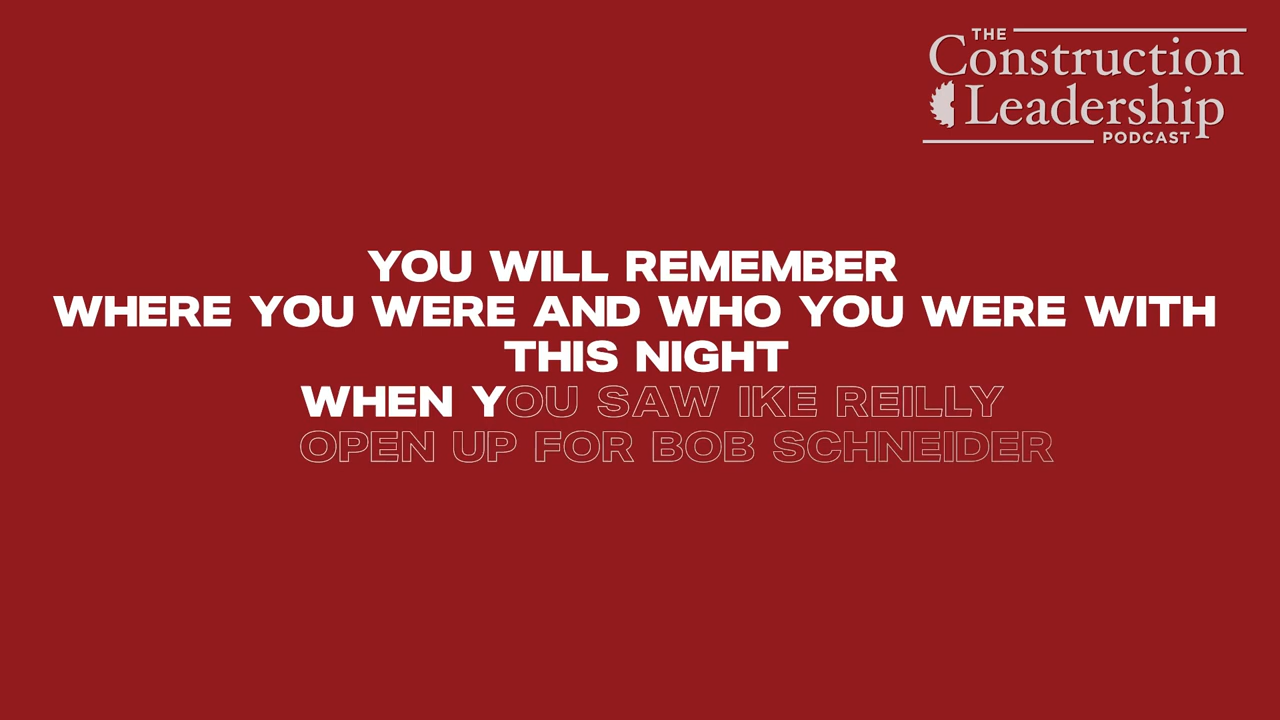 THE
Construction
Leadership
PODCAST
YOU WILL REMEMBER
WHERE YOU WERE AND WHO YOU WERE WITH
THIS NIGHT
WHEN YOU SAW IKE REILLY
OPEN UP FOR BOB SCHNEIDER